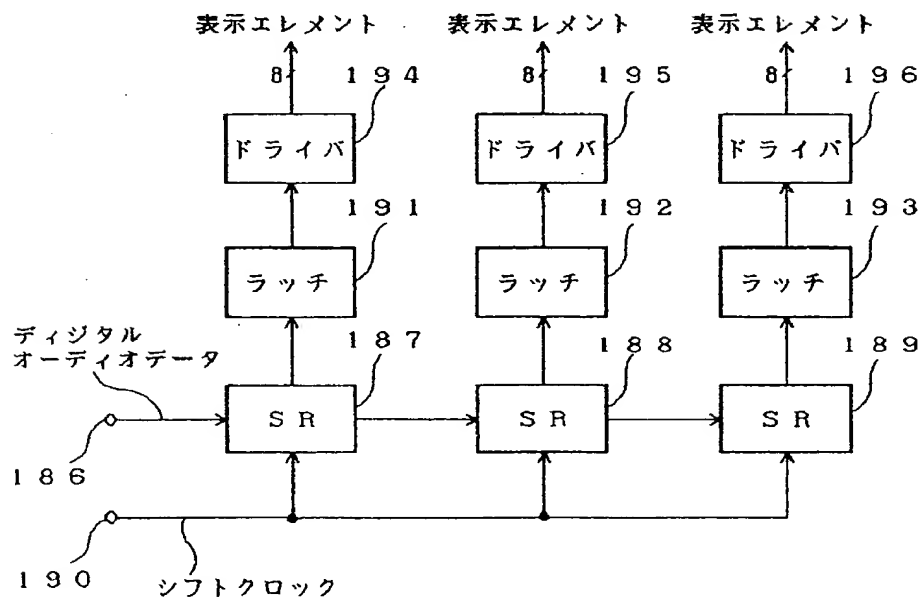 表示エレメント 表示エレメント 表示エレメント
8 194 8 195 8 196
ドライバ ドライバ ドライバ
191 192 193
ラッチ ラッチ ラッチ
ディジタル
オーディオデータ
187 188 189
SR SR SR
186
190
シフトクロック